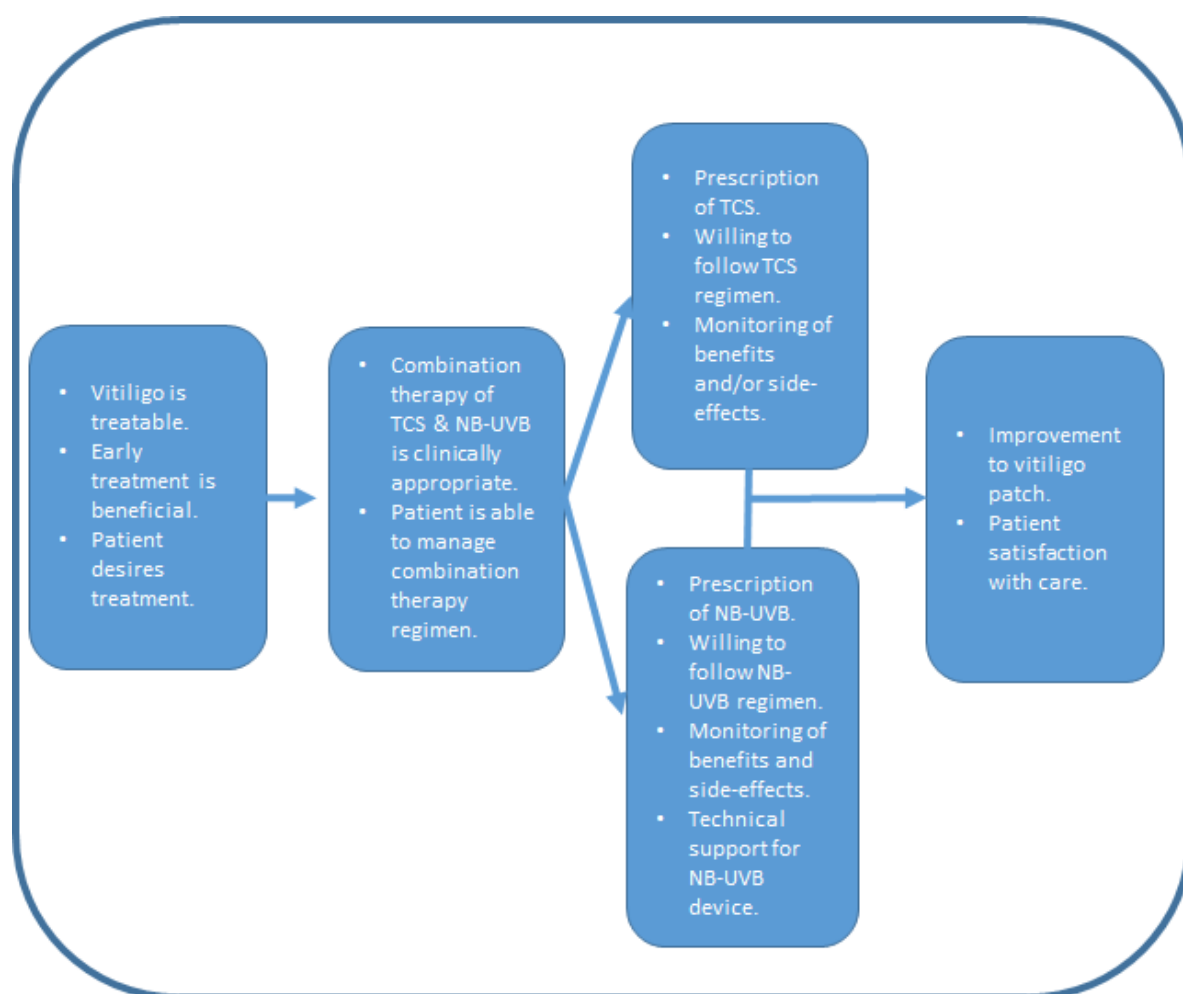 • Vitiligo is
treatable.
• Early
treatment is
beneficial.
• Patient
desires
treatment.
• Combination
therapy of
TCS & NB-UVB
is clinically
appropriate.
• Patient is able
to manage
combination
therapy
regimen.
• Prescription
of TCS.
• Willing to
follow TCS
regimen.
• Monitoring of
benefits
and/or side-
effects.
• Prescription
of NB-UVB.
• Willing to
follow NB-
UVB regimen.
• Monitoring of
benefits and
side-effects.
• Technical
support for
NB-UVB
device.
• Improvement
to vitiligo
patch.
• Patient
satisfaction
with care.